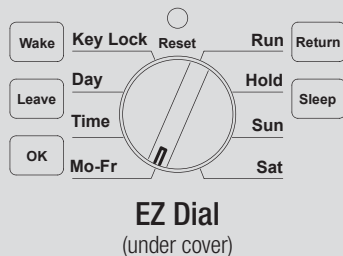 Wake Key Lock Reset Run Return
Day Hold
Leave Sleep
Time Sun
OK
Mo-Fr Sat
EZ Dial
(under cover)